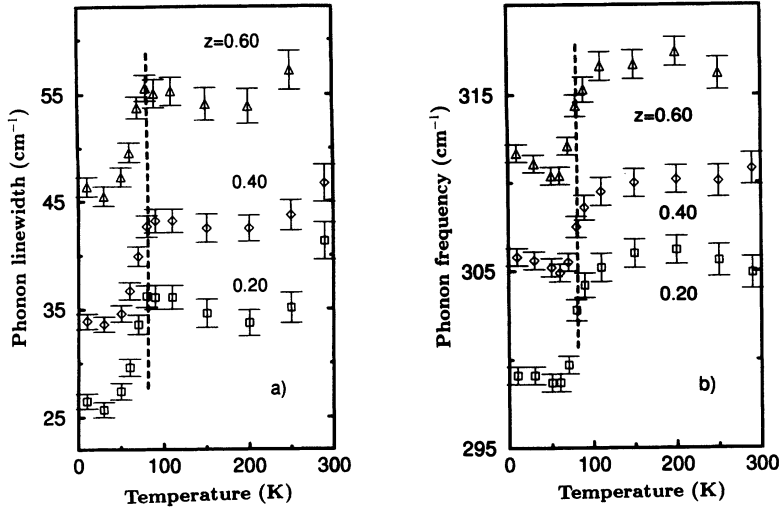 z=0.60
0.40
0.20
a)
55
45
35
25
0
100
200
300
Phonon linewidth (cm⁻¹)
Temperature (K)
z=0.60
0.40
0.20
b)
315
305
295
0
100
200
300
Phonon frequency (cm⁻¹)
Temperature (K)